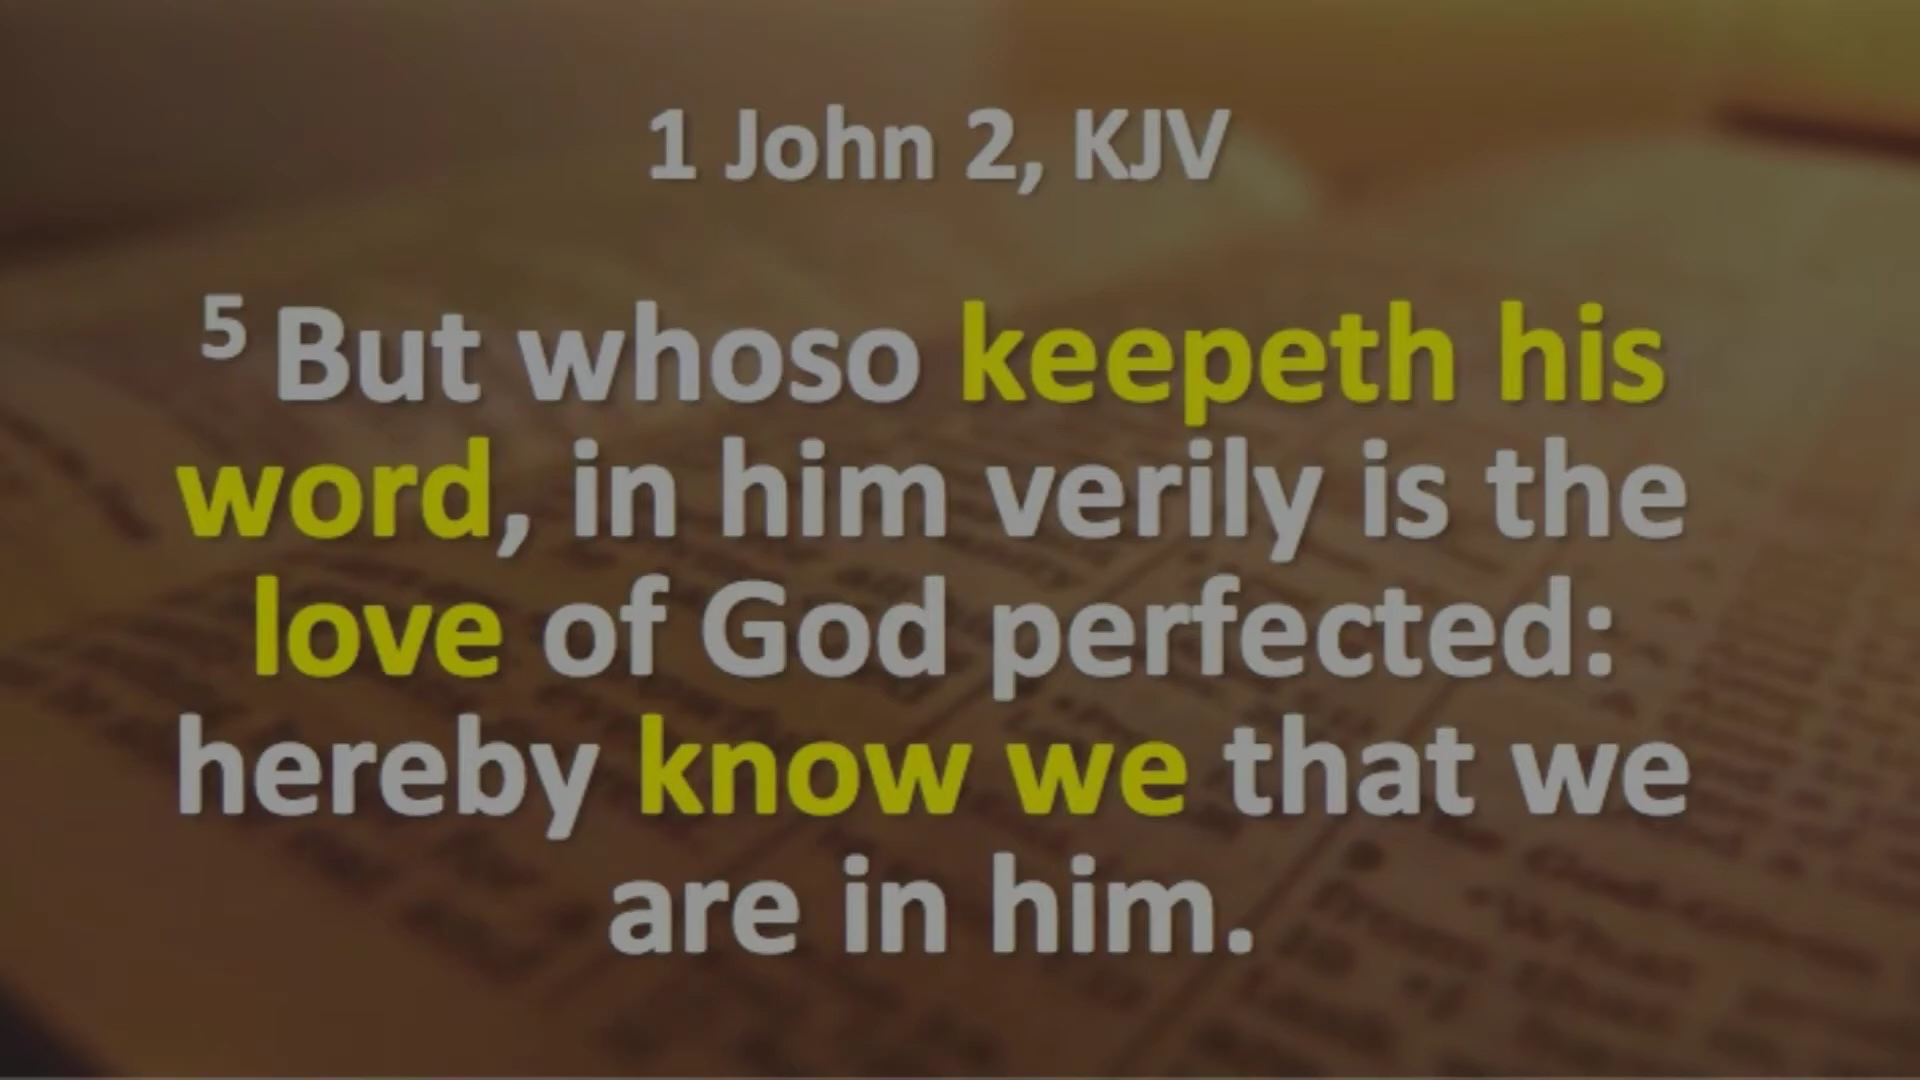 1 John 2, KJV
5 But whoso keepeth his
word, in him verily is the
love of God perfected:
hereby know we that we
are in him.